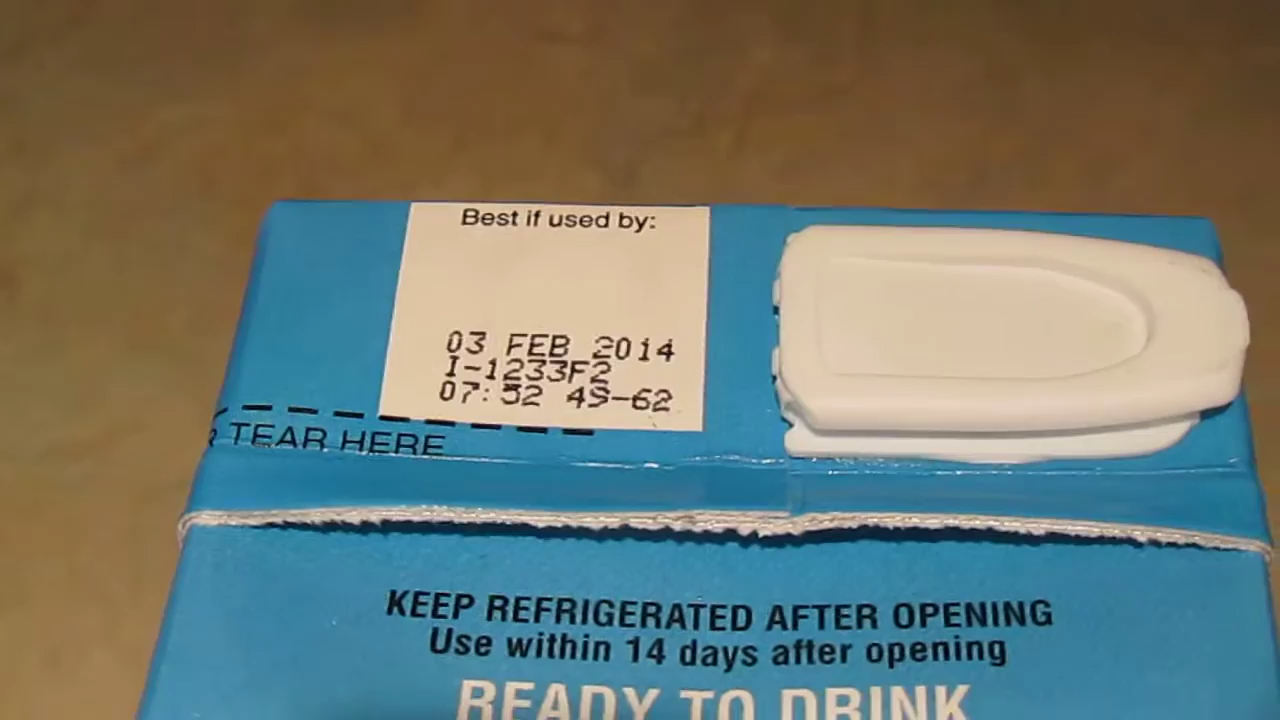 Best if used by:
03 FEB 2014
I-1233F2
07:52 4S-62
TEAR HERE
KEEP REFRIGERATED AFTER OPENING
Use within 14 days after opening
READY TO DRINK